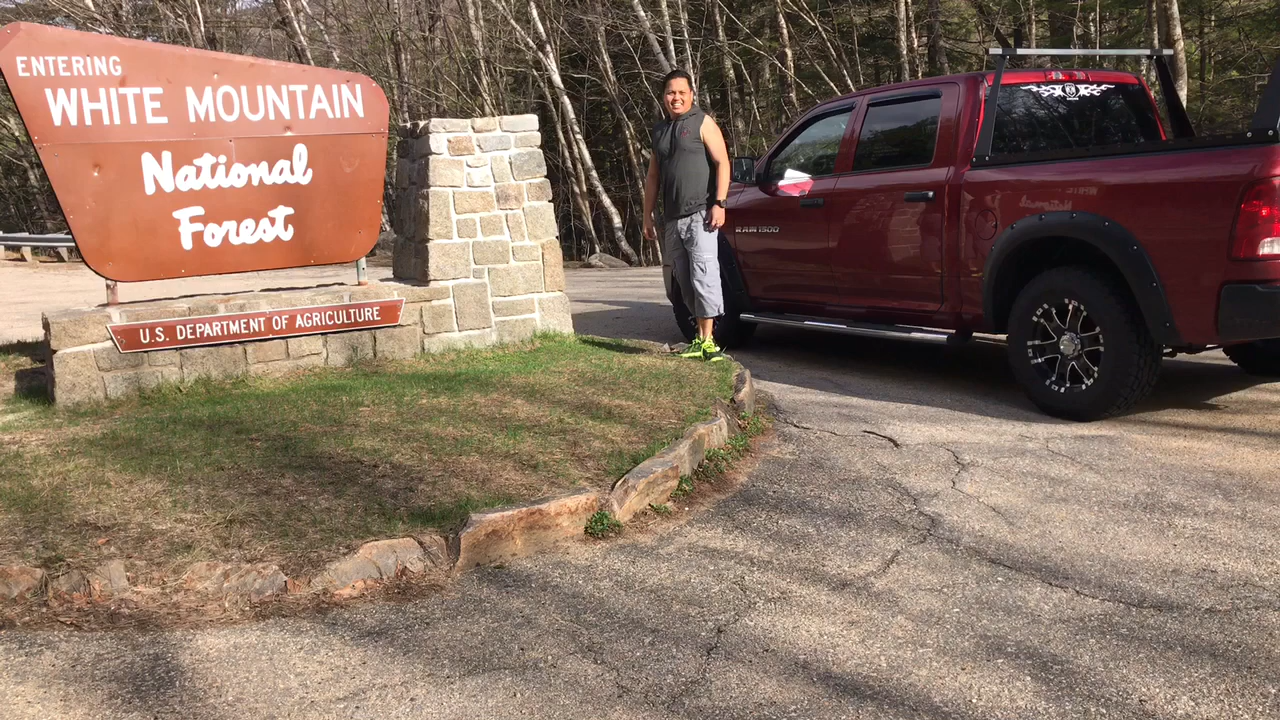 ENTERING
WHITE MOUNTAIN
National
Forest
U.S. DEPARTMENT OF AGRICULTURE
RAM 1500